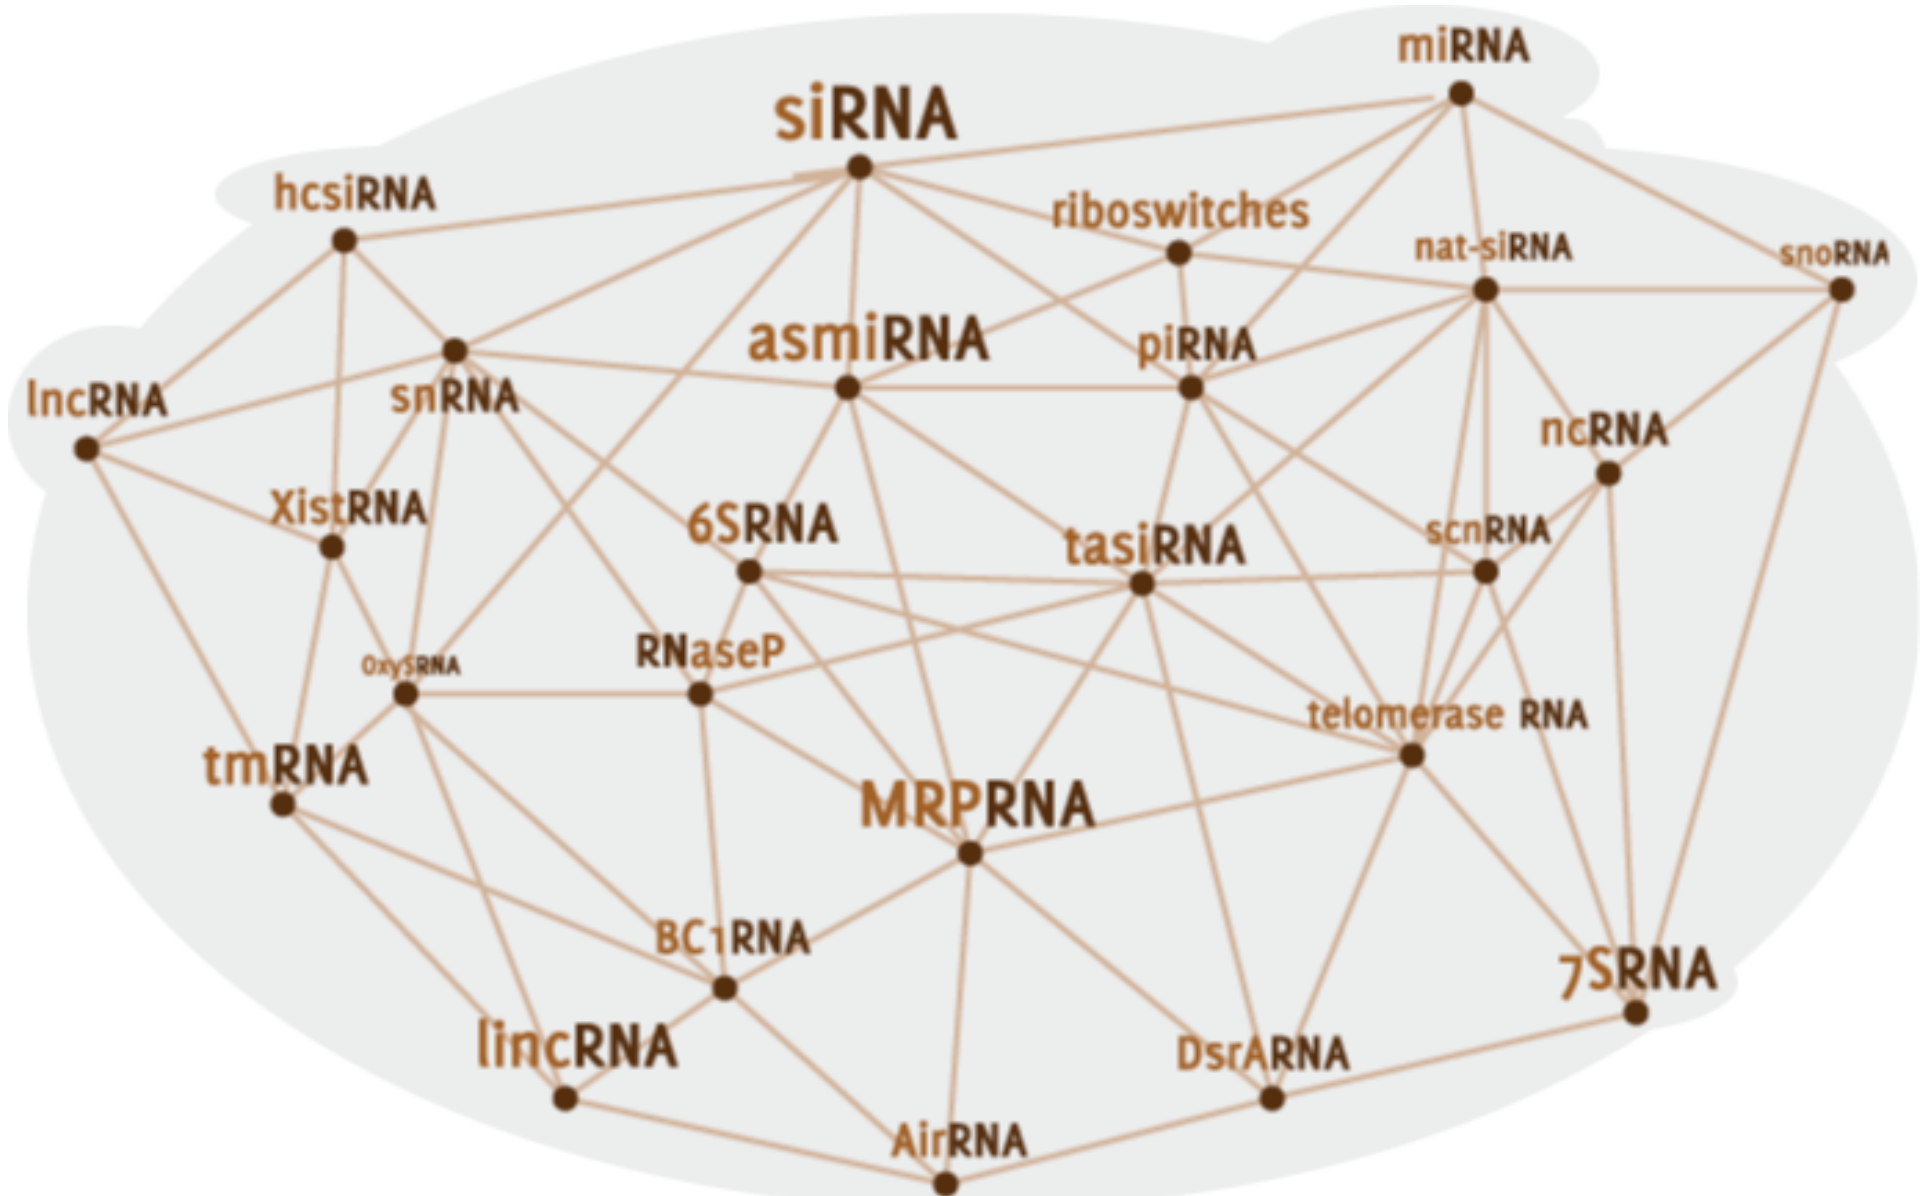 miRNA
siRNA
hcsiRNA
riboswitches
nat-siRNA
snoRNA
asmiRNA
piRNA
lncRNA
snRNA
ncRNA
XistRNA
6SRNA
tasiRNA
scnRNA
RNaseP
OxySRNA
telomerase RNA
tmRNA
MRPRNA
BC1RNA
7SRNA
lincRNA
DsrARNA
AirRNA